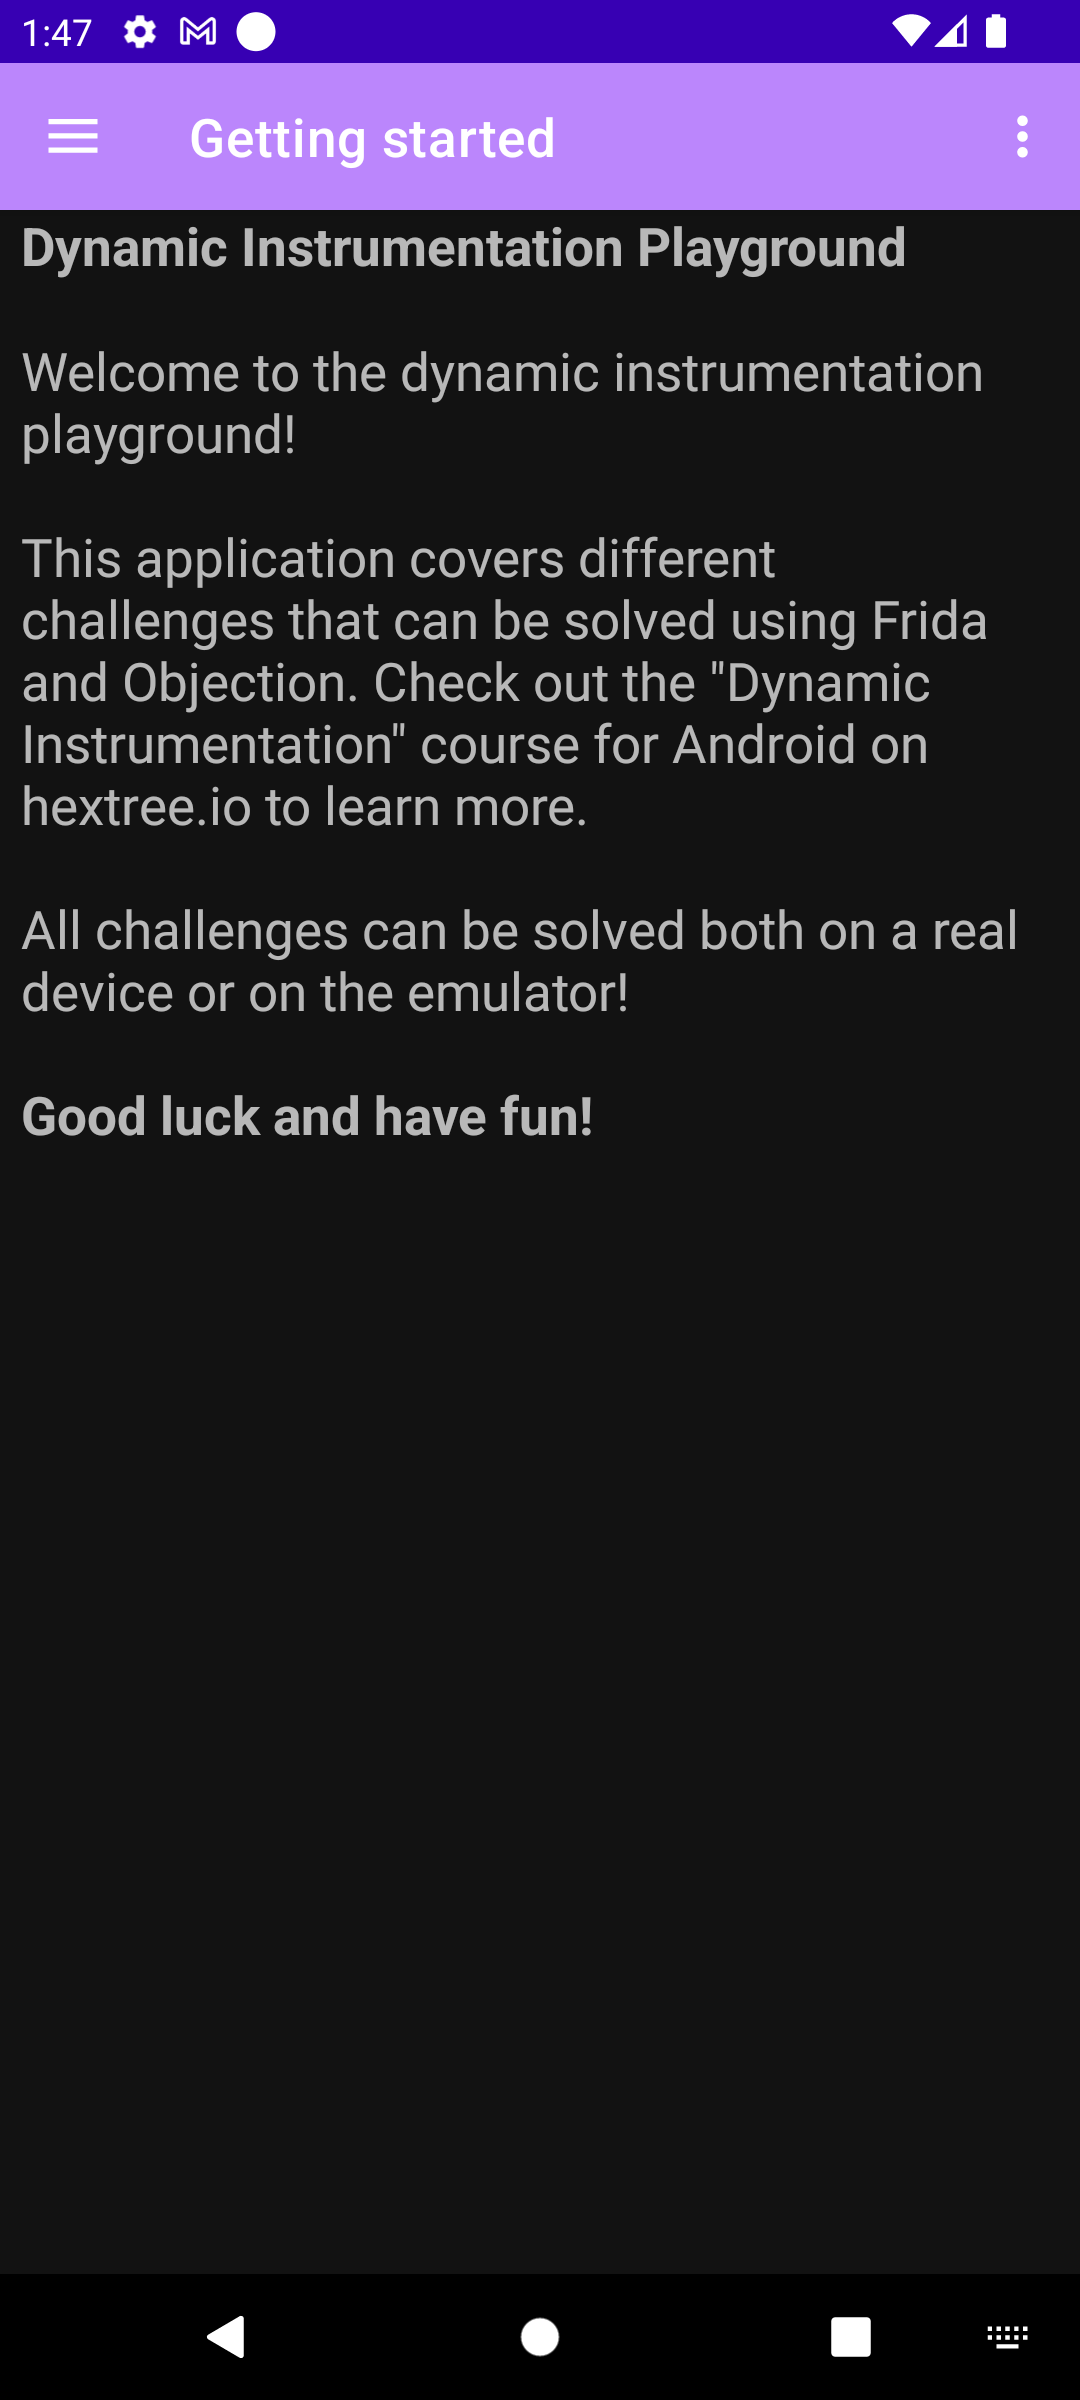 1:47
Getting started
Dynamic Instrumentation Playground
Welcome to the dynamic instrumentation
playground!
This application covers different
challenges that can be solved using Frida
and Objection. Check out the "Dynamic
Instrumentation" course for Android on
hextree.io to learn more.
All challenges can be solved both on a real
device or on the emulator!
Good luck and have fun!